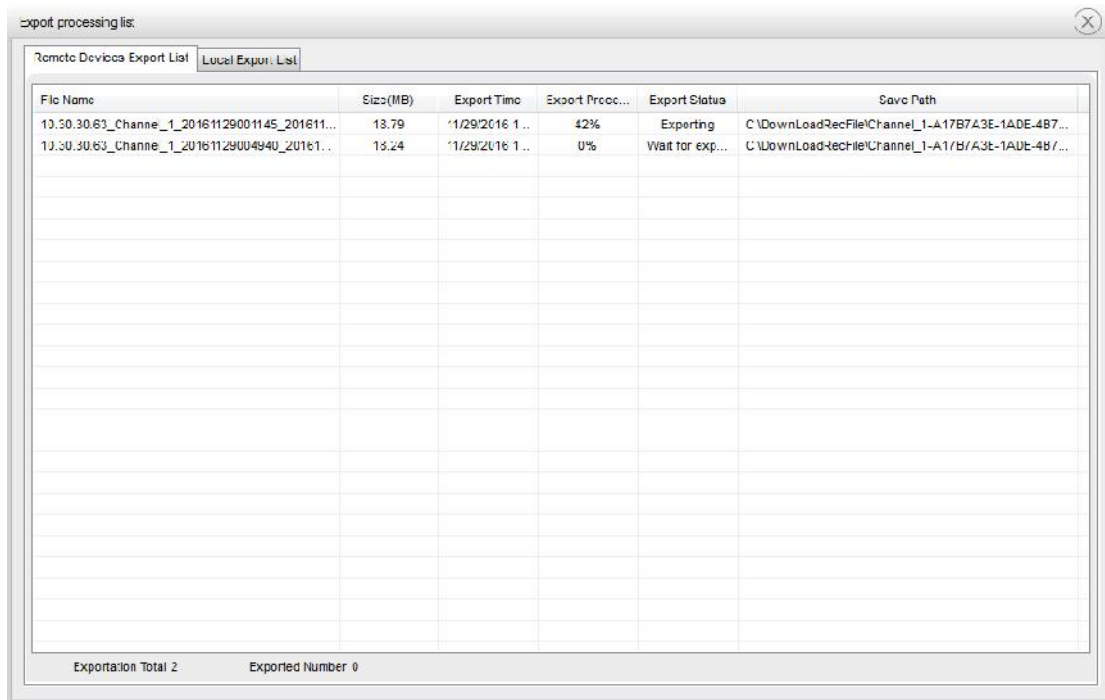 Export processing list
Remote Devices Export List Local Export List
File Name Size(MB) Export Time Export Proce... Export Status Save Path
10.30.30.63_Channel_1_20161129001145_201611... 18.79 11/29/2016 1... 42% Exporting C:\DownLoadRecFile\Channel_1-A17B7A3E-1ADE-4B7...
10.30.30.63_Channel_1_20161129004940_20161... 18.24 11/29/2016 1... 0% Wait for exp... C:\DownLoadRecFile\Channel_1-A17B7A3E-1ADE-4B7...
Exportation Total 2 Exported Number 0